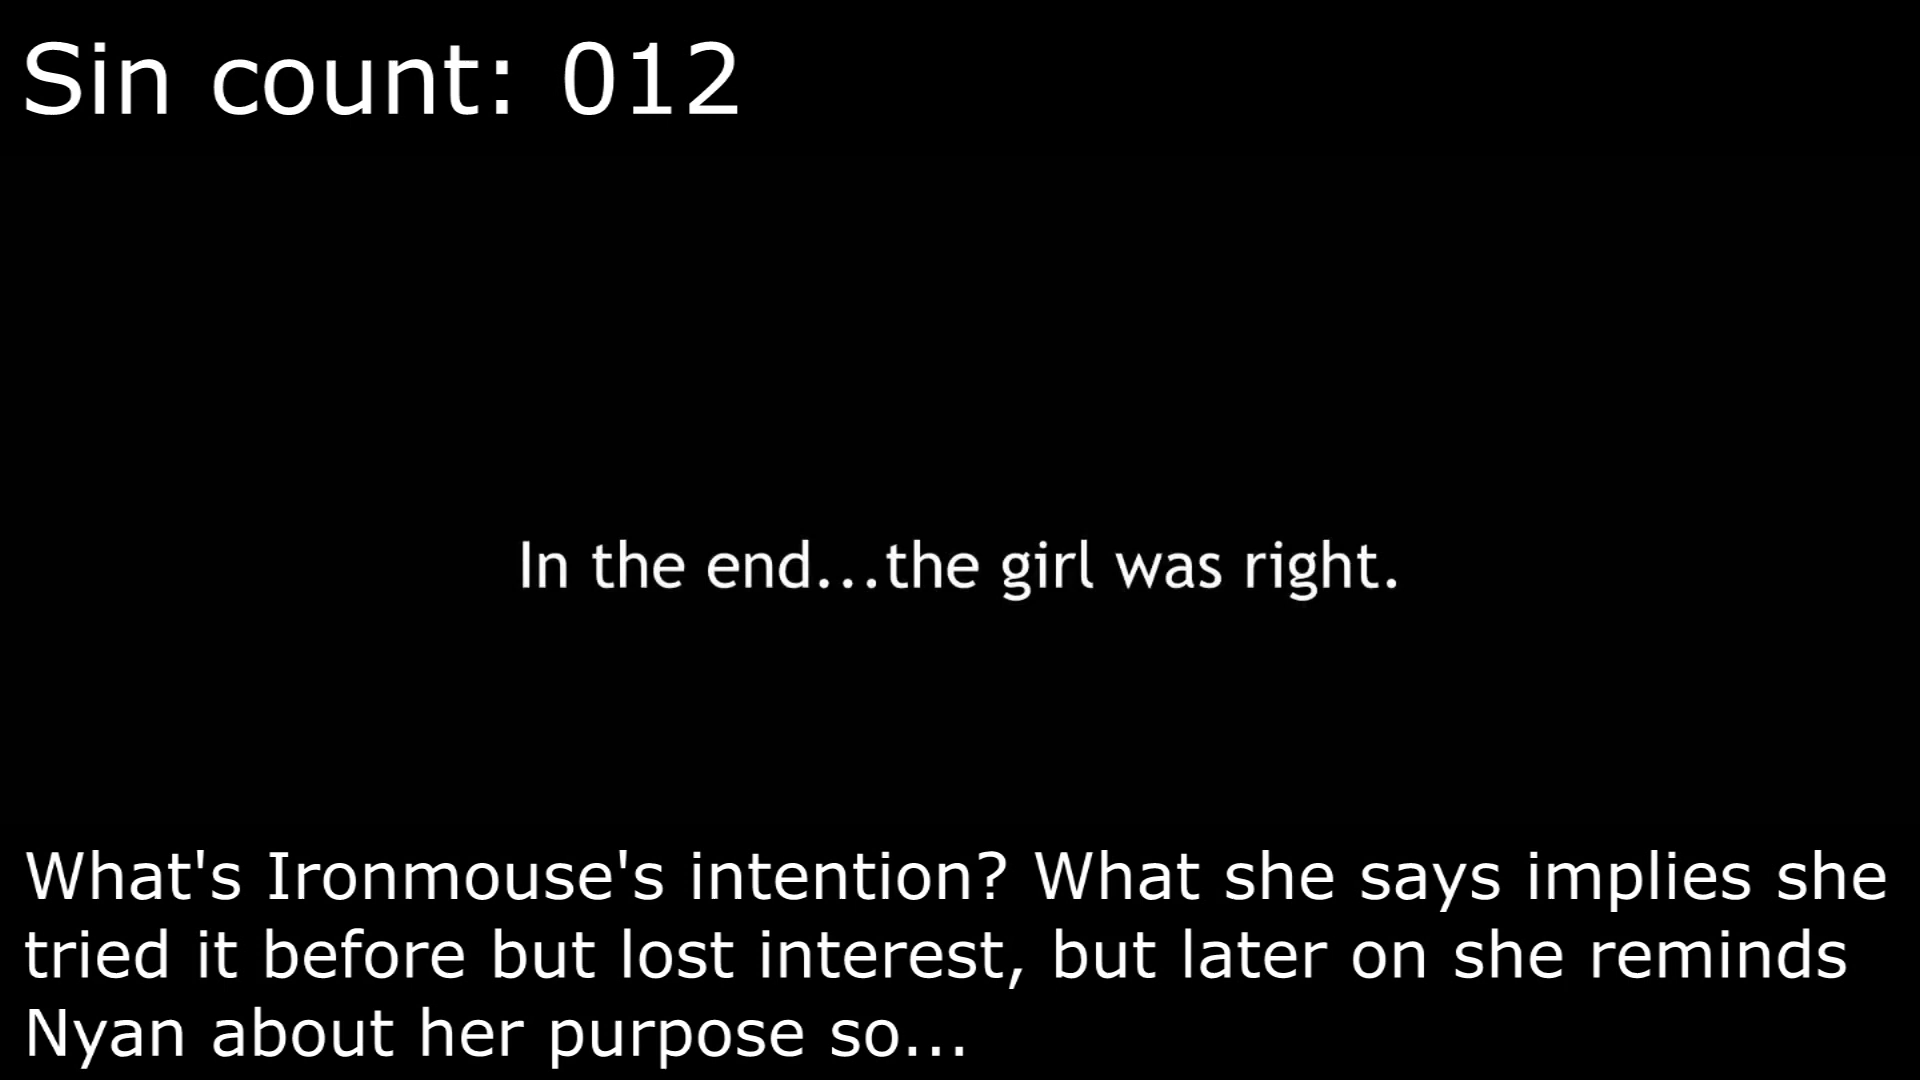 Sin count: 012
In the end...the girl was right.
What's Ironmouse's intention? What she says implies she
tried it before but lost interest, but later on she reminds
Nyan about her purpose so...